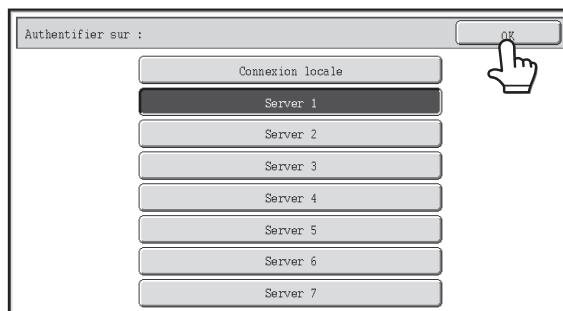 Authentifier sur :
OK
Connexion locale
Server 1
Server 2
Server 3
Server 4
Server 5
Server 6
Server 7